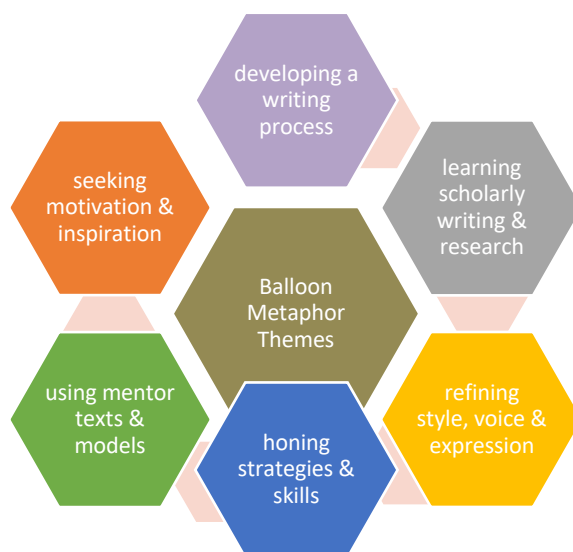 developing a
writing
process
learning
scholarly
writing &
research
refining
style, voice &
expression
honing
strategies &
skills
using mentor
texts &
models
seeking
motivation &
inspiration
Balloon
Metaphor
Themes